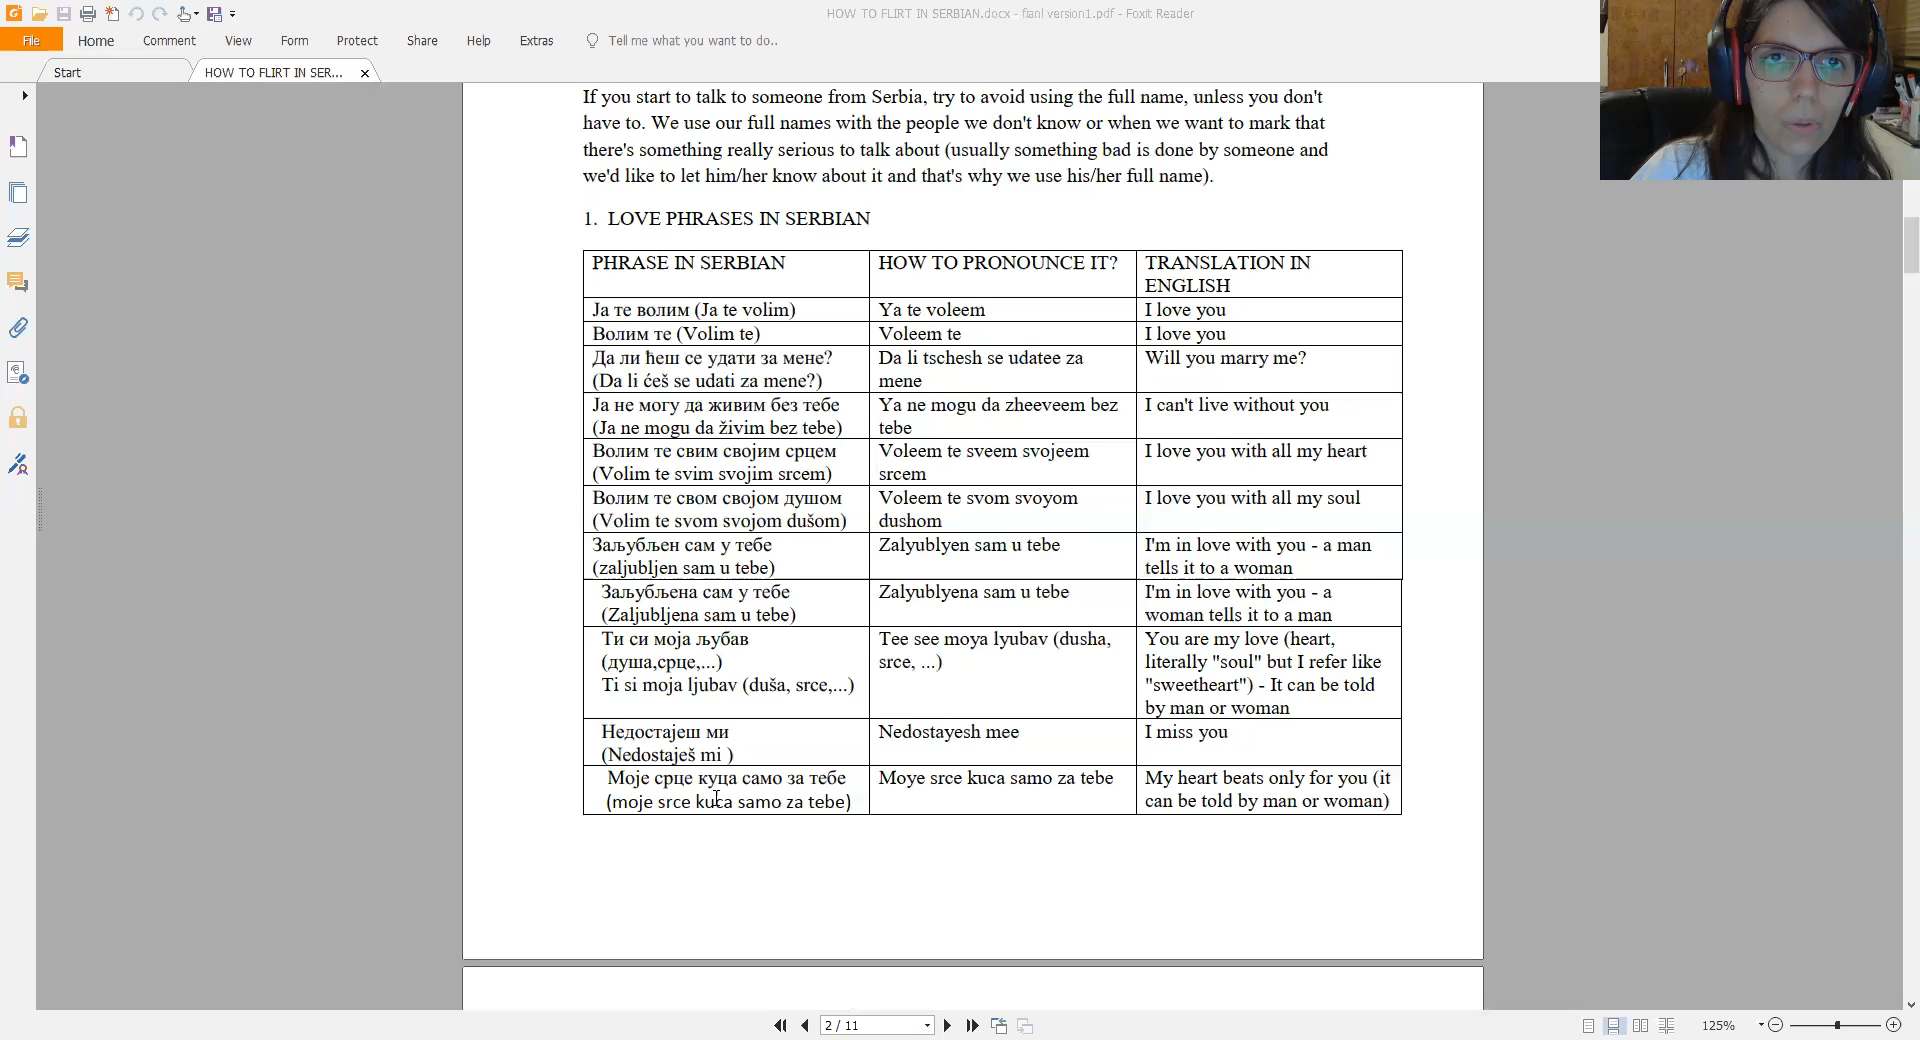 HOW TO FLIRT IN SERBIAN.docx - fianl version1.pdf - Foxit Reader
File Home Comment View Form Protect Share Help Extras Tell me what you want to do..
Start HOW TO FLIRT IN SER...
If you start to talk to someone from Serbia, try to avoid using the full name, unless you don't
have to. We use our full names with the people we don't know or when we want to mark that
there's something really serious to talk about (usually something bad is done by someone and
we'd like to let him/her know about it and that's why we use his/her full name).
1. LOVE PHRASES IN SERBIAN
PHRASE IN SERBIAN
HOW TO PRONOUNCE IT?
TRANSLATION IN
ENGLISH
Ја те волим (Ja te volim)
Ya te voleem
I love you
Волим те (Volim te)
Voleem te
I love you
Да ли ћеш се удати за мене?
(Da li ćeš se udati za mene?)
Da li tschesh se udatee za
mene
Will you marry me?
Ја не могу да живим без тебе
(Ja ne mogu da živim bez tebe)
Ya ne mogu da zheeveem bez
tebe
I can't live without you
Волим те свим својим срцем
(Volim te svim svojim srcem)
Voleem te sveem svojeem
srcem
I love you with all my heart
Волим те свом својом душом
(Volim te svom svojom dušom)
Voleem te svom svoyom
dushom
I love you with all my soul
Заљубљен сам у тебе
(zaljubljen sam u tebe)
Zalyublyen sam u tebe
I'm in love with you - a man
tells it to a woman
Заљубљена сам у тебе
(Zaljubljena sam u tebe)
Zalyublyena sam u tebe
I'm in love with you - a
woman tells it to a man
Ти си моја љубав
(душа,срце,...)
Ti si moja ljubav (duša, srce,...)
Tee see moya lyubav (dusha,
srce, ...)
You are my love (heart,
literally "soul" but I refer like
"sweetheart") - It can be told
by man or woman
Недостајеш ми
(Nedostaješ mi )
Nedostayesh mee
I miss you
Моје срце куца само за тебе
(moje srce kuca samo za tebe)
Moye srce kuca samo za tebe
My heart beats only for you (it
can be told by man or woman)
2 / 11
125%